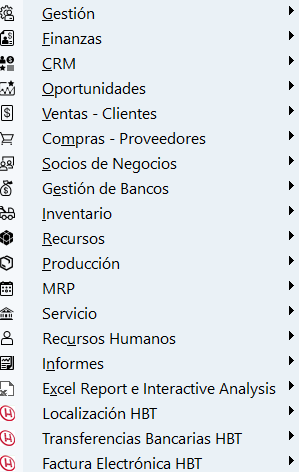 Gestión
Finanzas
CRM
Oportunidades
Ventas - Clientes
Compras - Proveedores
Socios de Negocios
Gestión de Bancos
Inventario
Recursos
Producción
MRP
Servicio
Recursos Humanos
Informes
Excel Report e Interactive Analysis
Localización HBT
Transferencias Bancarias HBT
Factura Electrónica HBT